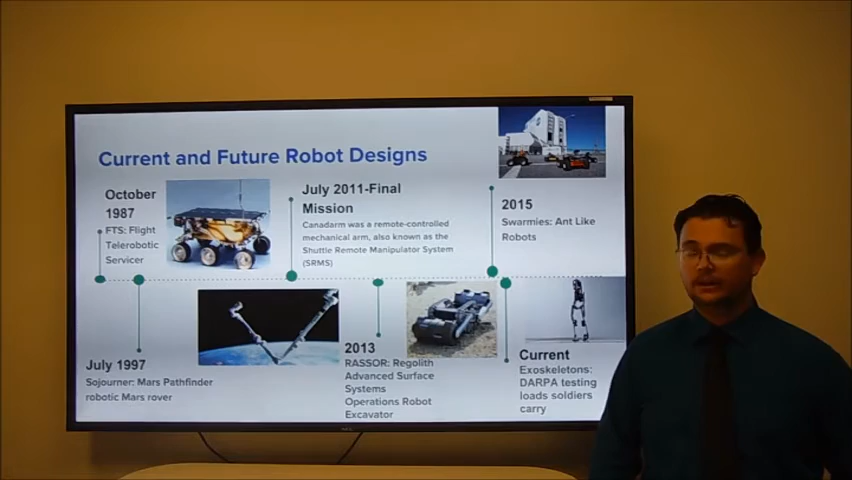 Current and Future Robot Designs
October
1987
FTS: Flight
Telerobotic
Servicer
July 2011-Final
Mission
Canadarm was a remote-controlled
mechanical arm, also known as the
Shuttle Remote Manipulator System
(SRMS)
2015
Swarmies: Ant Like
Robots
July 1997
Sojourner: Mars Pathfinder
robotic Mars rover
2013
RASSOR: Regolith
Advanced Surface
Systems
Operations Robot
Excavator
Current
Exoskeletons:
DARPA testing
loads soldiers
carry
NEC